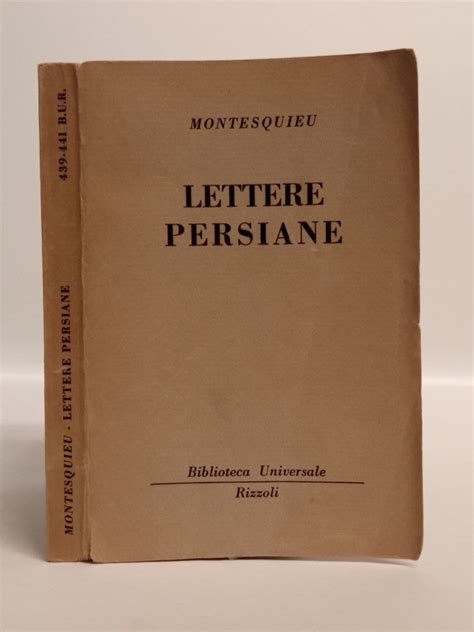 439-441 B.U.R.
MONTESQUIEU - LETTERE PERSIANE
MONTESQUIEU
LETTERE
PERSIANE
Biblioteca Universale
Rizzoli